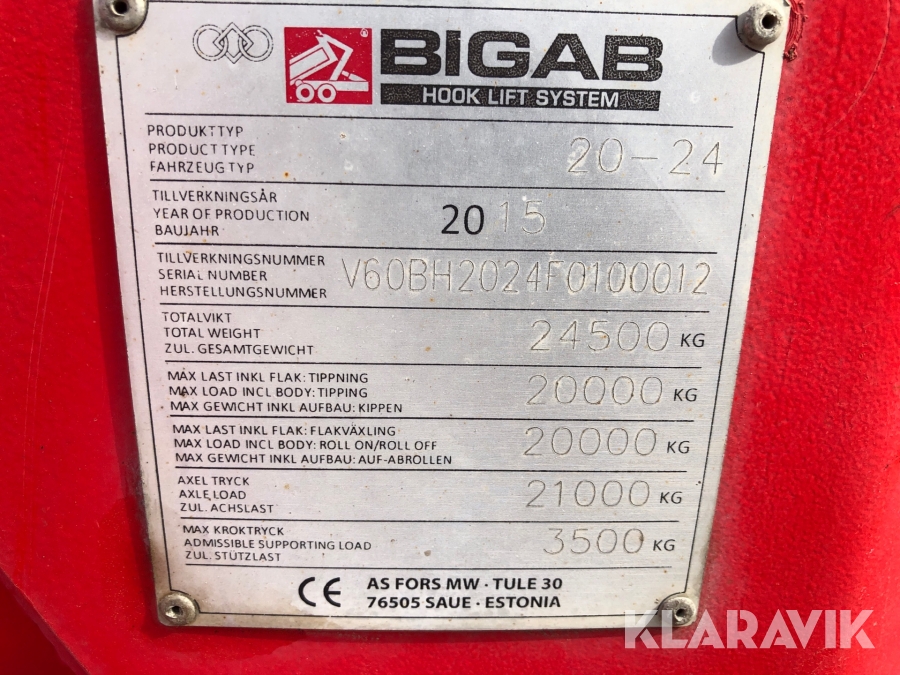 BIGAB
HOOK LIFT SYSTEM
PRODUKTTYP
PRODUCT TYPE
FAHRZEUG TYP
20-24
TILLVERKNINGSÅR
YEAR OF PRODUCTION
BAUJAHR
2015
TILLVERKNINGSNUMMER
SERIAL NUMBER
HERSTELLUNGSNUMMER
V60BH2024F0100012
TOTALVIKT
TOTAL WEIGHT
ZUL. GESAMTGEWICHT
24500 KG
MAX LAST INKL FLAK: TIPPNING
MAX LOAD INCL BODY: TIPPING
MAX GEWICHT INKL AUFBAU: KIPPEN
20000 KG
MAX LAST INKL FLAK: FLAKVÄXLING
MAX LOAD INCL BODY: ROLL ON/ROLL OFF
MAX GEWICHT INKL AUFBAU: AUF-ABROLLEN
20000 KG
AXEL TRYCK
AXLE LOAD
ZUL. ACHSLAST
21000 KG
MAX KROKTRYCK
ADMISSIBLE SUPPORTING LOAD
ZUL. STÜTZLAST
3500 KG
CE
AS FORS MW · TULE 30
76505 SAUE · ESTONIA
KLARAVIK